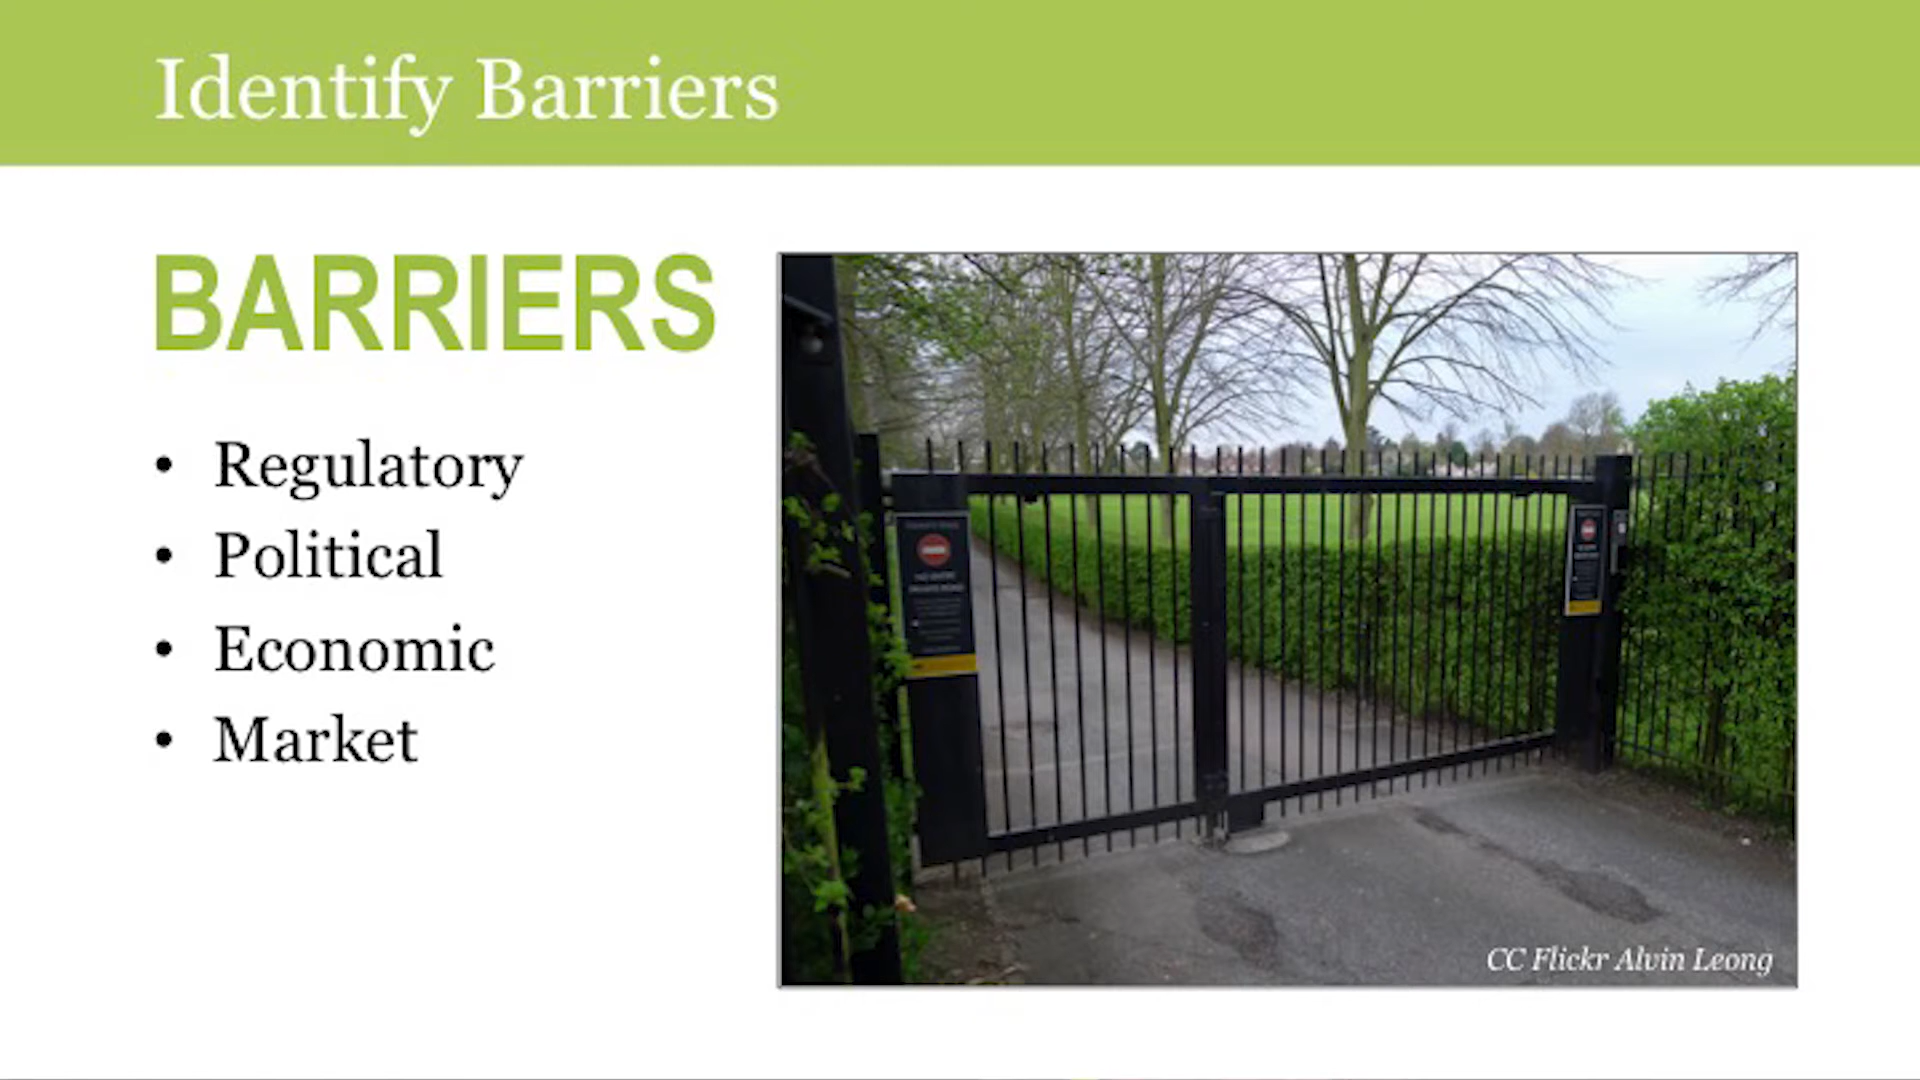 Identify Barriers
BARRIERS
• Regulatory
• Political
• Economic
• Market
CC Flickr Alvin Leong